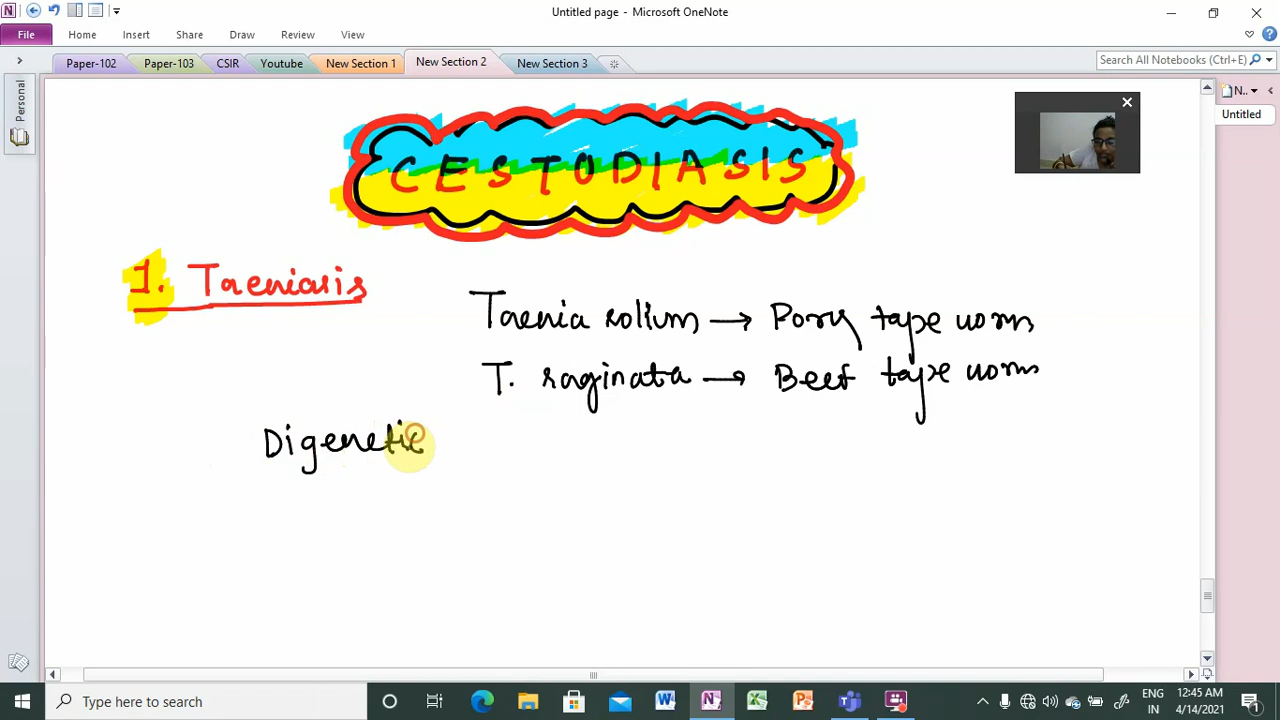 Untitled page - Microsoft OneNote
File Home Insert Share Draw Review View
Paper-102 Paper-103 CSIR Youtube New Section 1 New Section 2 New Section 3
Search All Notebooks (Ctrl+E)
Personal
N..
Untitled
CESTODIASIS
1. Taeniasis
Taenia solium → Pork tape worm
T. saginata → Beef tape worm
Digenetic
Type here to search
ENG
IN
12:45 AM
4/14/2021